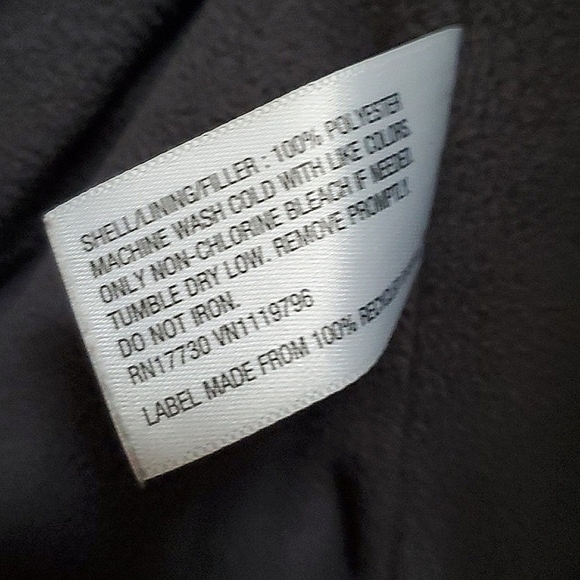 SHELL/LINING/FILLER : 100% POLYESTER
MACHINE WASH COLD WITH LIKE COLORS.
ONLY NON-CHLORINE BLEACH IF NEEDED.
TUMBLE DRY LOW. REMOVE PROMPTLY.
DO NOT IRON.
RN17730 VN1119796
LABEL MADE FROM 100%